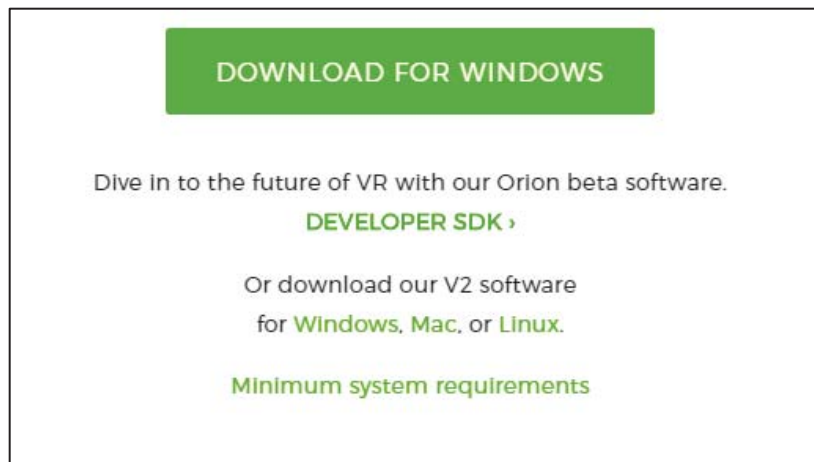 DOWNLOAD FOR WINDOWS
Dive in to the future of VR with our Orion beta software.
DEVELOPER SDK ›
Or download our V2 software
for Windows, Mac, or Linux.
Minimum system requirements